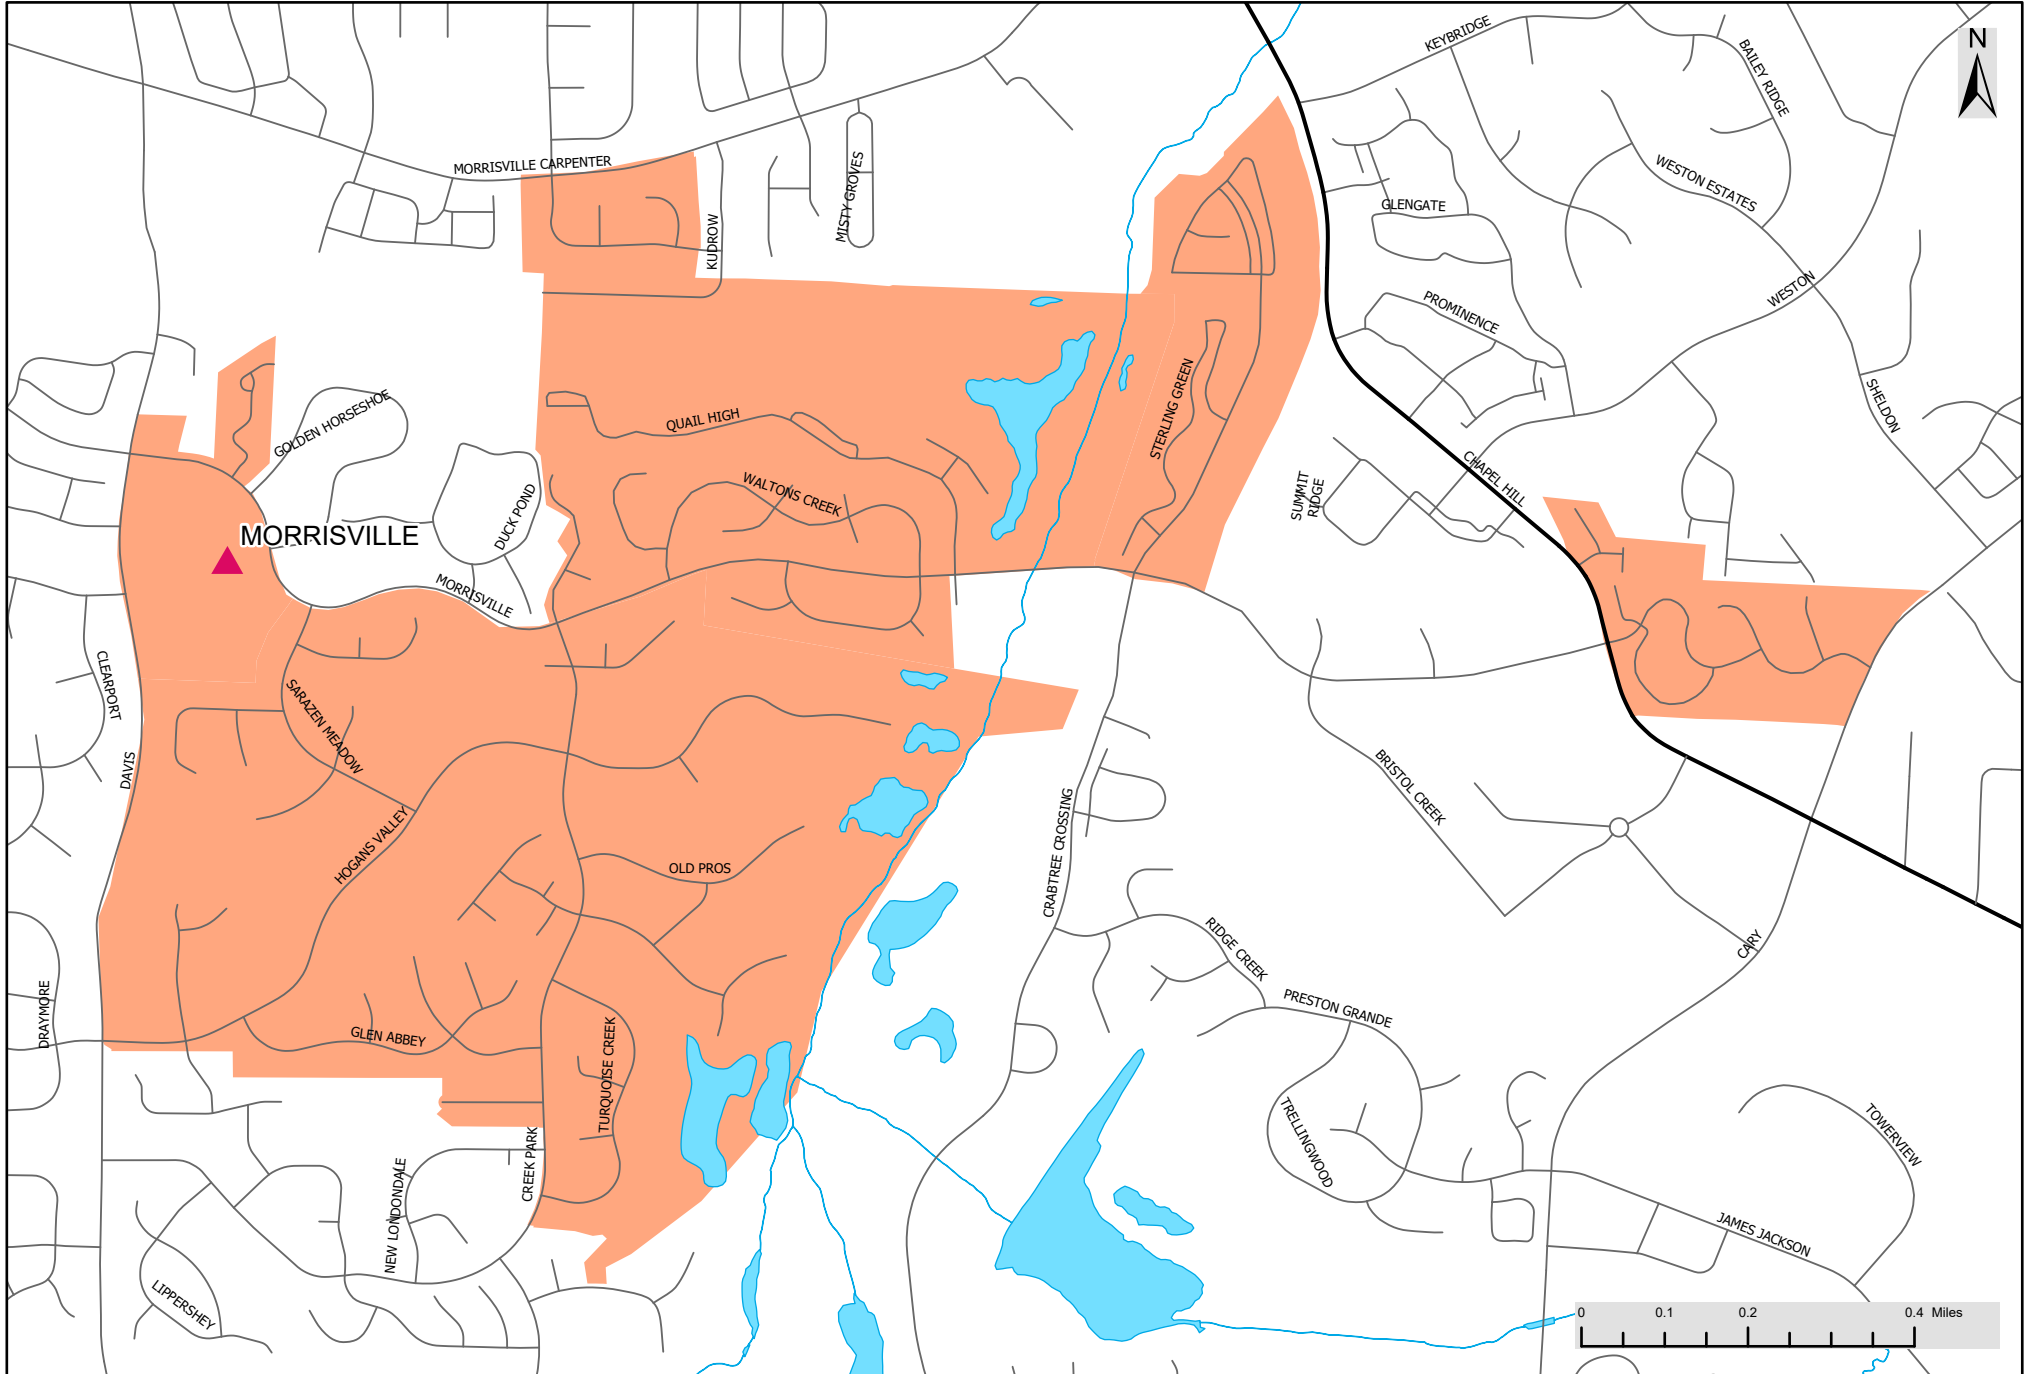 KEYBRIDGE
BAILEY RIDGE
N
MORRISVILLE CARPENTER
MISTY GROVES
KUDROW
GLENGATE
WESTON ESTATES
WESTON
PROMINENCE
SHELDON
GOLDEN HORSESHOE
QUAIL HIGH
STERLING GREEN
WALTONS CREEK
DUCK POND
SUMMIT
RIDGE
CHAPEL HILL
MORRISVILLE
MORRISVILLE
CLEARPORT
SARAZEN MEADOW
DAVIS
HOGANS VALLEY
OLD PROS
CRABTREE CROSSING
BRISTOL CREEK
RIDGE CREEK
CARY
PRESTON GRANDE
DRAYMORE
GLEN ABBEY
TURQUOISE CREEK
TRELLINGWOOD
TOWERVIEW
CREEK PARK
NEW LONDONDALE
JAMES JACKSON
LIPPERSHEY
0 0.1 0.2 0.4 Miles